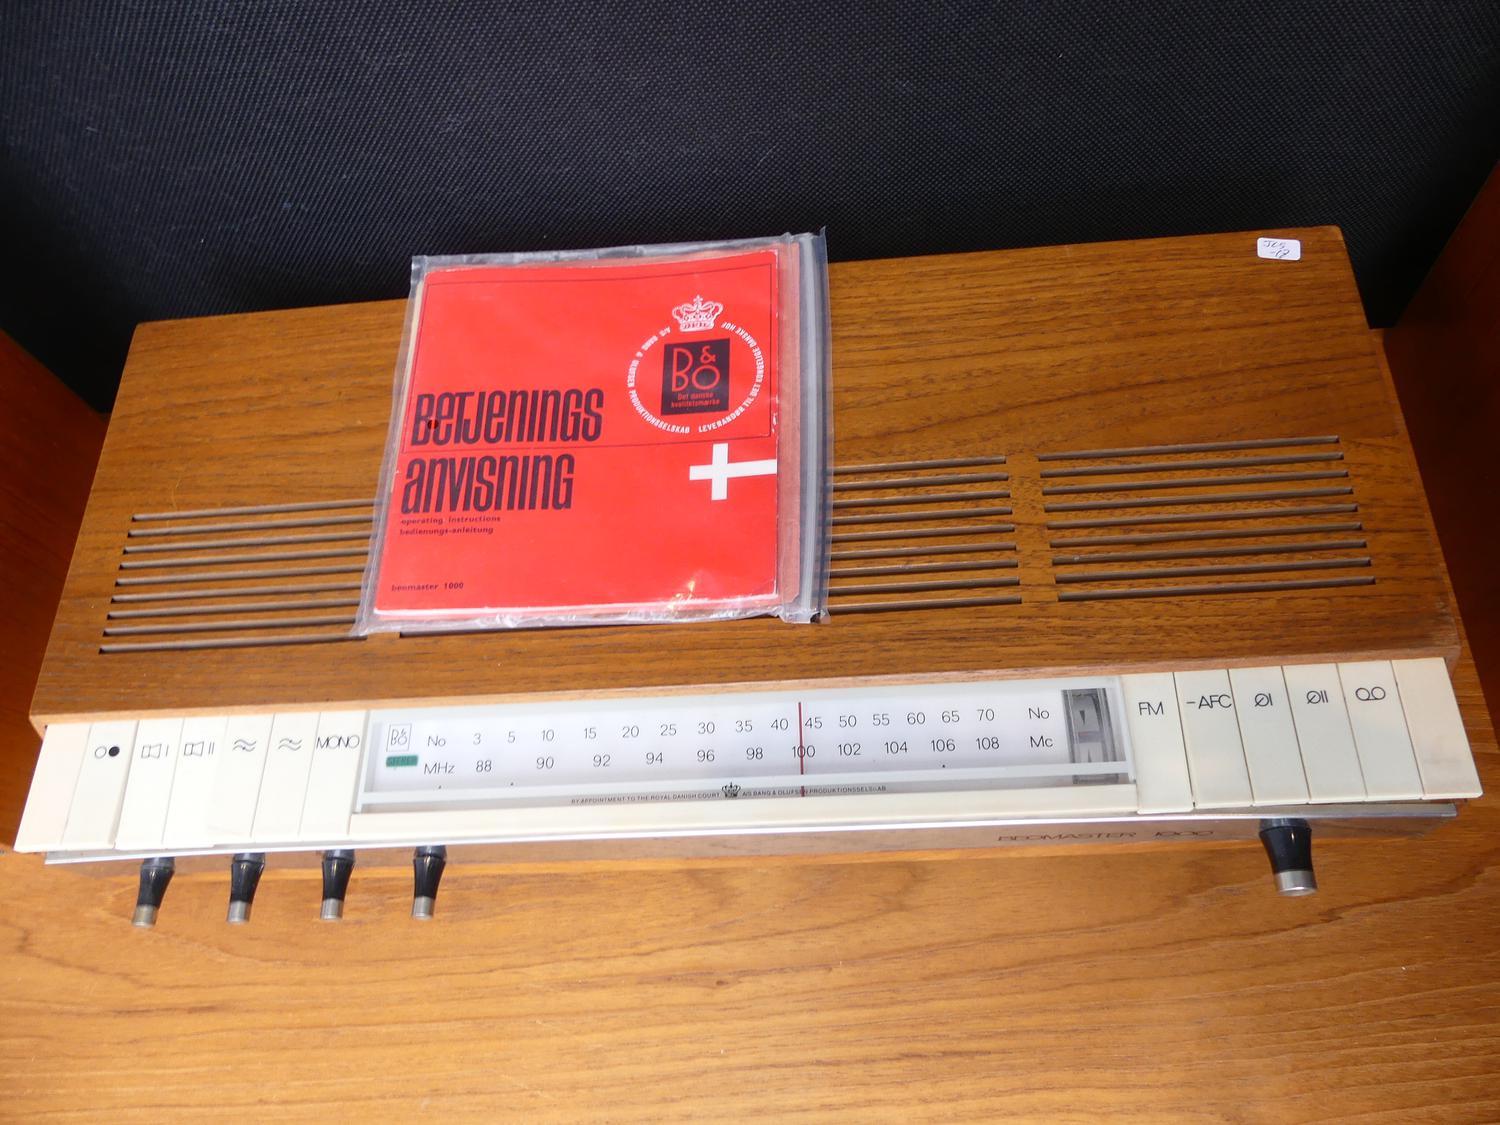 A/S BANG & OLUFSEN PRODUKTIONSSELSKAB LEVERANDØR TIL DET KONGELIGE DANSKE HOF
B&O
Det danske
kvalitetsmærke
BETJENINGS
ANVISNING
operating instructions
bedienungs-anleitung
beomaster 1000
MONO
B&O
STEREO
No 3 5 10 15 20 25 30 35 40 45 50 55 60 65 70 No
MHz 88 90 92 94 96 98 100 102 104 106 108 Mc
BY APPOINTMENT TO THE ROYAL DANISH COURT A/S BANG & OLUFSEN PRODUKTIONSSELSKAB
FM
-AFC
ØI
ØII
BEOMASTER 1000